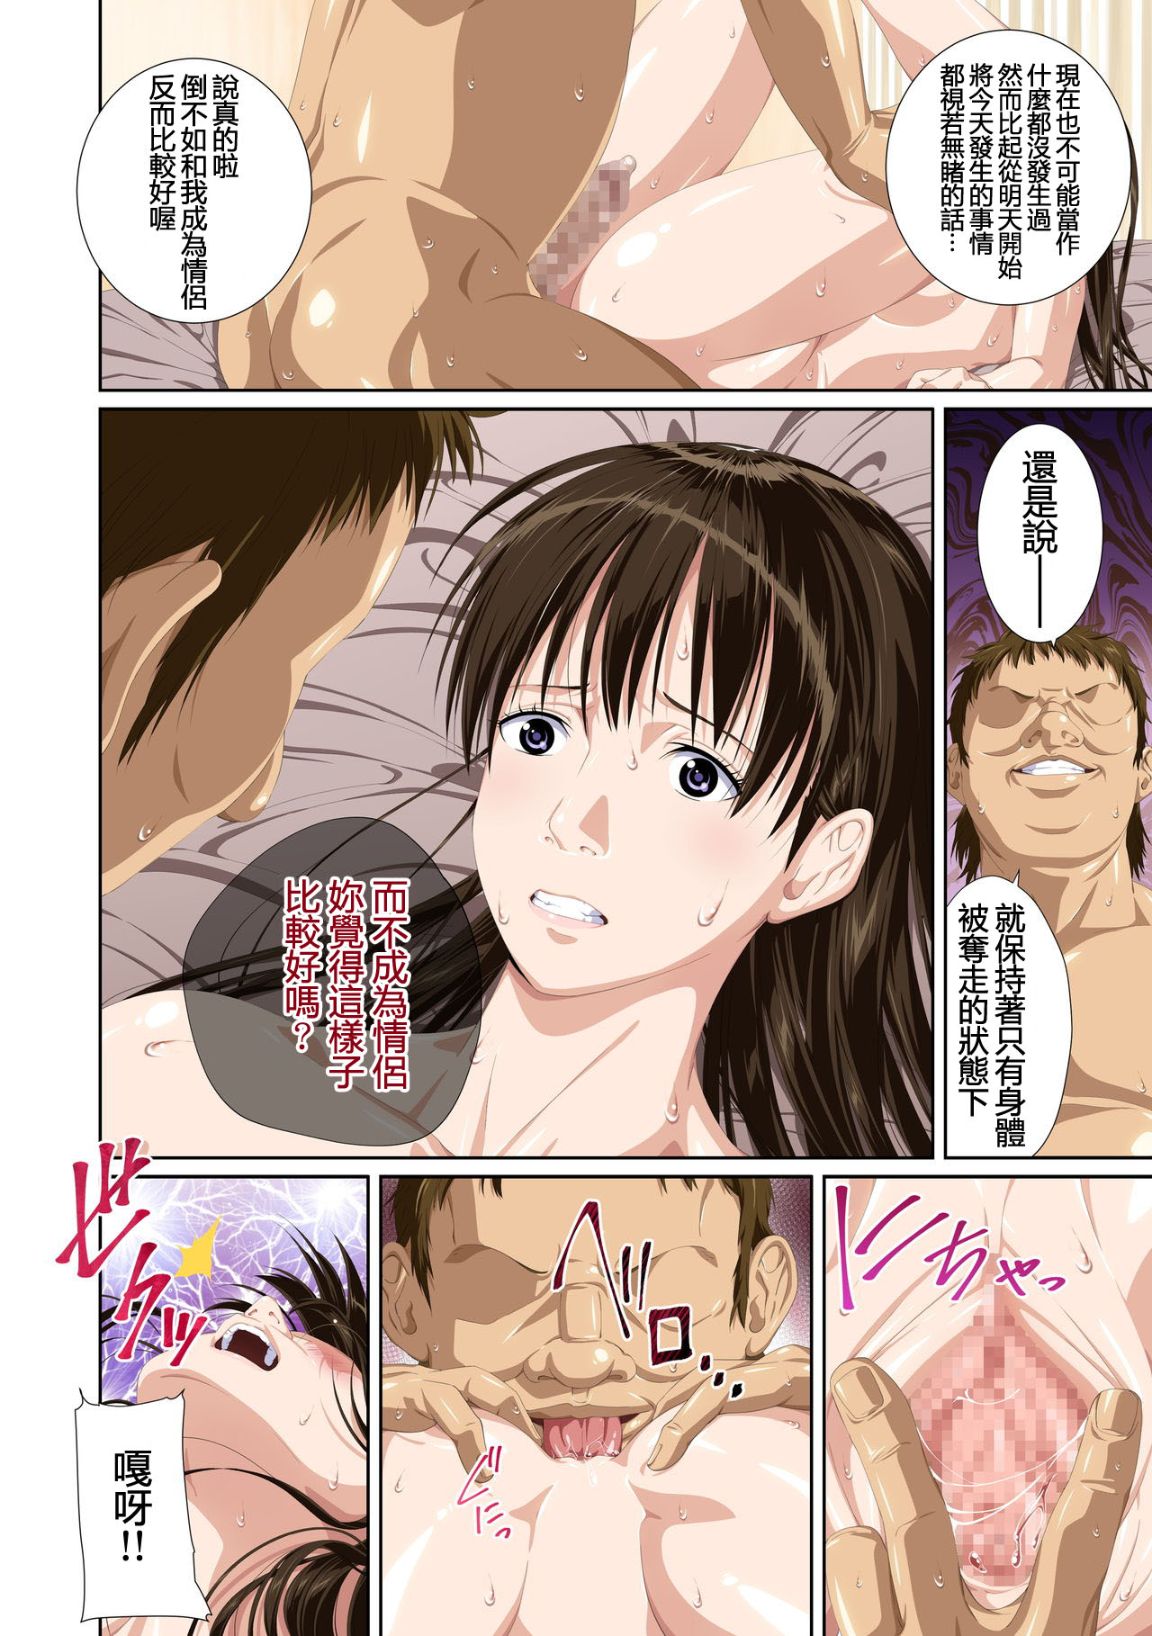 現在也不可能當作
什麼都沒發生過
然而比起從明天開始
將今天發生的事情
都視若無睹的話…
說真的啦
倒不如和我成為情侶
反而比較好喔
還是說──
就保持著只有身體
被奪走的狀態下
而不成為情侶
妳覺得這樣子
比較好嗎？
にちゃっ
ベロ…
ビクッ
嘎呀!!